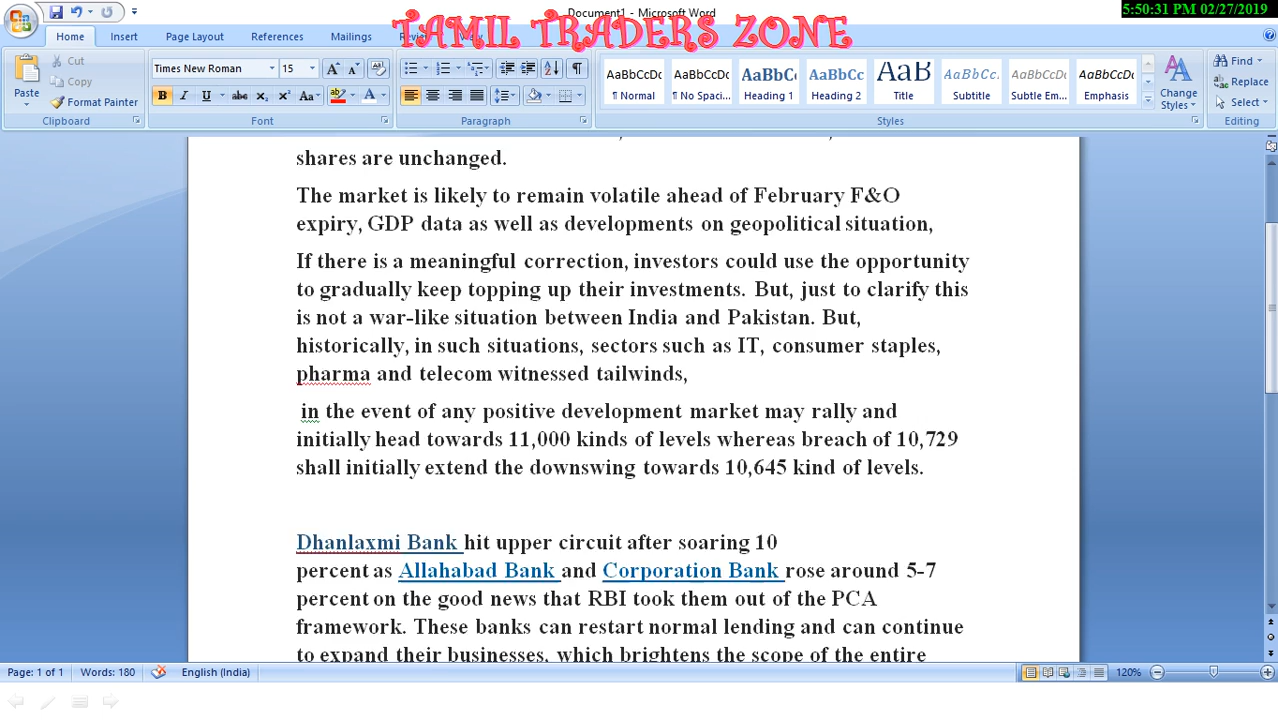 Document1 - Microsoft Word
5:50:31 PM 02/27/2019
TAMIL TRADERS ZONE
Home Insert Page Layout References Mailings
Cut
Copy
Format Painter
Paste
Clipboard
Times New Roman 15
Font
Paragraph
AaBbCcDc AaBbCcDc AaBbC AaBbCc AaB AaBbCc. AaBbCcDc AaBbCcDc
¶ Normal ¶ No Spaci... Heading 1 Heading 2 Title Subtitle Subtle Em... Emphasis
Change Styles
Styles
Find
Replace
Select
Editing
shares are unchanged.
The market is likely to remain volatile ahead of February F&O
expiry, GDP data as well as developments on geopolitical situation,
If there is a meaningful correction, investors could use the opportunity
to gradually keep topping up their investments. But, just to clarify this
is not a war-like situation between India and Pakistan. But,
historically, in such situations, sectors such as IT, consumer staples,
pharma and telecom witnessed tailwinds,
in the event of any positive development market may rally and
initially head towards 11,000 kinds of levels whereas breach of 10,729
shall initially extend the downswing towards 10,645 kind of levels.
Dhanlaxmi Bank hit upper circuit after soaring 10
percent as Allahabad Bank and Corporation Bank rose around 5-7
percent on the good news that RBI took them out of the PCA
framework. These banks can restart normal lending and can continue
to expand their businesses, which brightens the scope of the entire
Page: 1 of 1 Words: 180 English (India) 120%